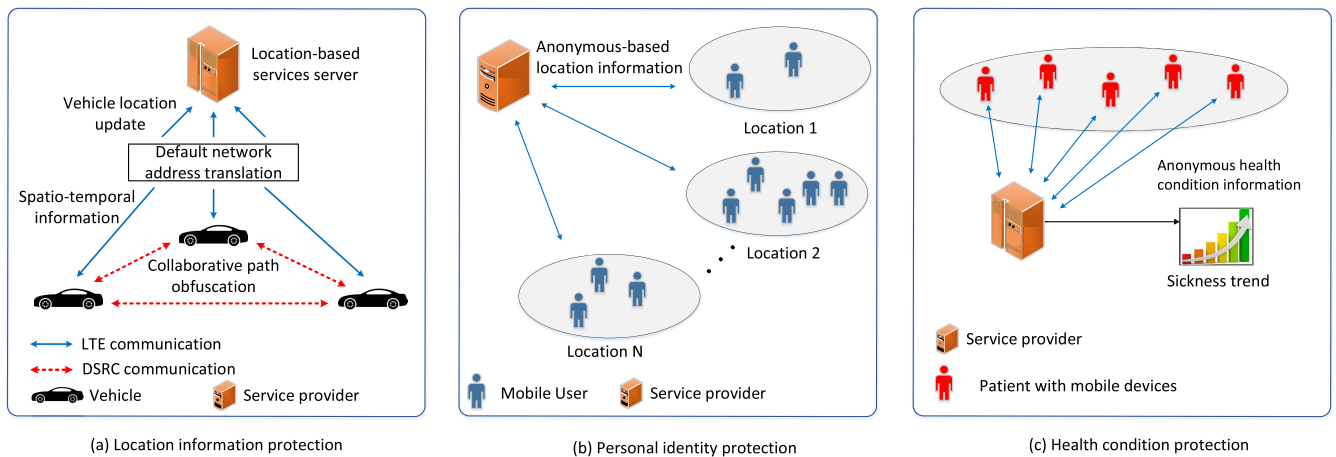 Location-based
services server
Vehicle location
update
Default network
address translation
Spatio-temporal
information
Collaborative path
obfuscation
LTE communication
DSRC communication
Vehicle
Service provider
(a) Location information protection
Anonymous-based
location information
Location 1
Location 2
Location N
Mobile User
Service provider
(b) Personal identity protection
Anonymous health
condition information
Sickness trend
Service provider
Patient with mobile devices
(c) Health condition protection